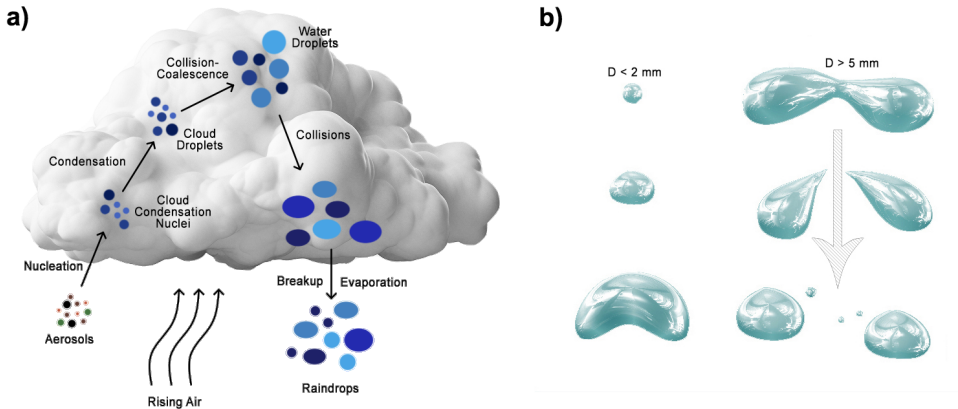 a)
Water
Droplets
Collision-
Coalescence
Cloud
Droplets
Collisions
Condensation
Cloud
Condensation
Nuclei
Nucleation
Aerosols
Breakup
Evaporation
Rising Air
Raindrops
b)
D < 2 mm
D > 5 mm